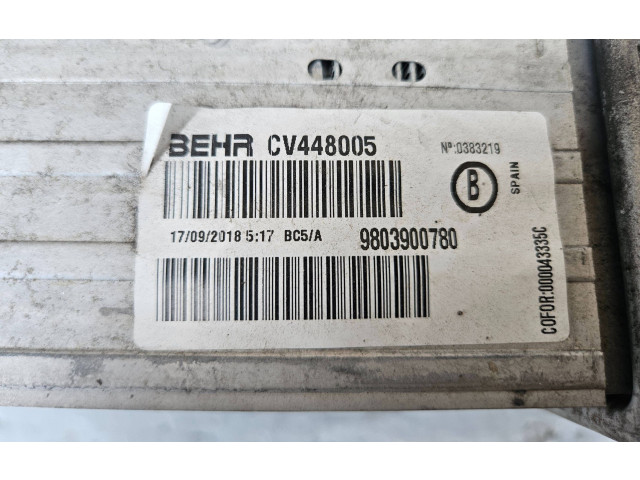 BEHR CV448005
Nº:0383219
B
SPAIN
17/09/2018 5:17 BC5/A 9803900780
COFOR:000043335C